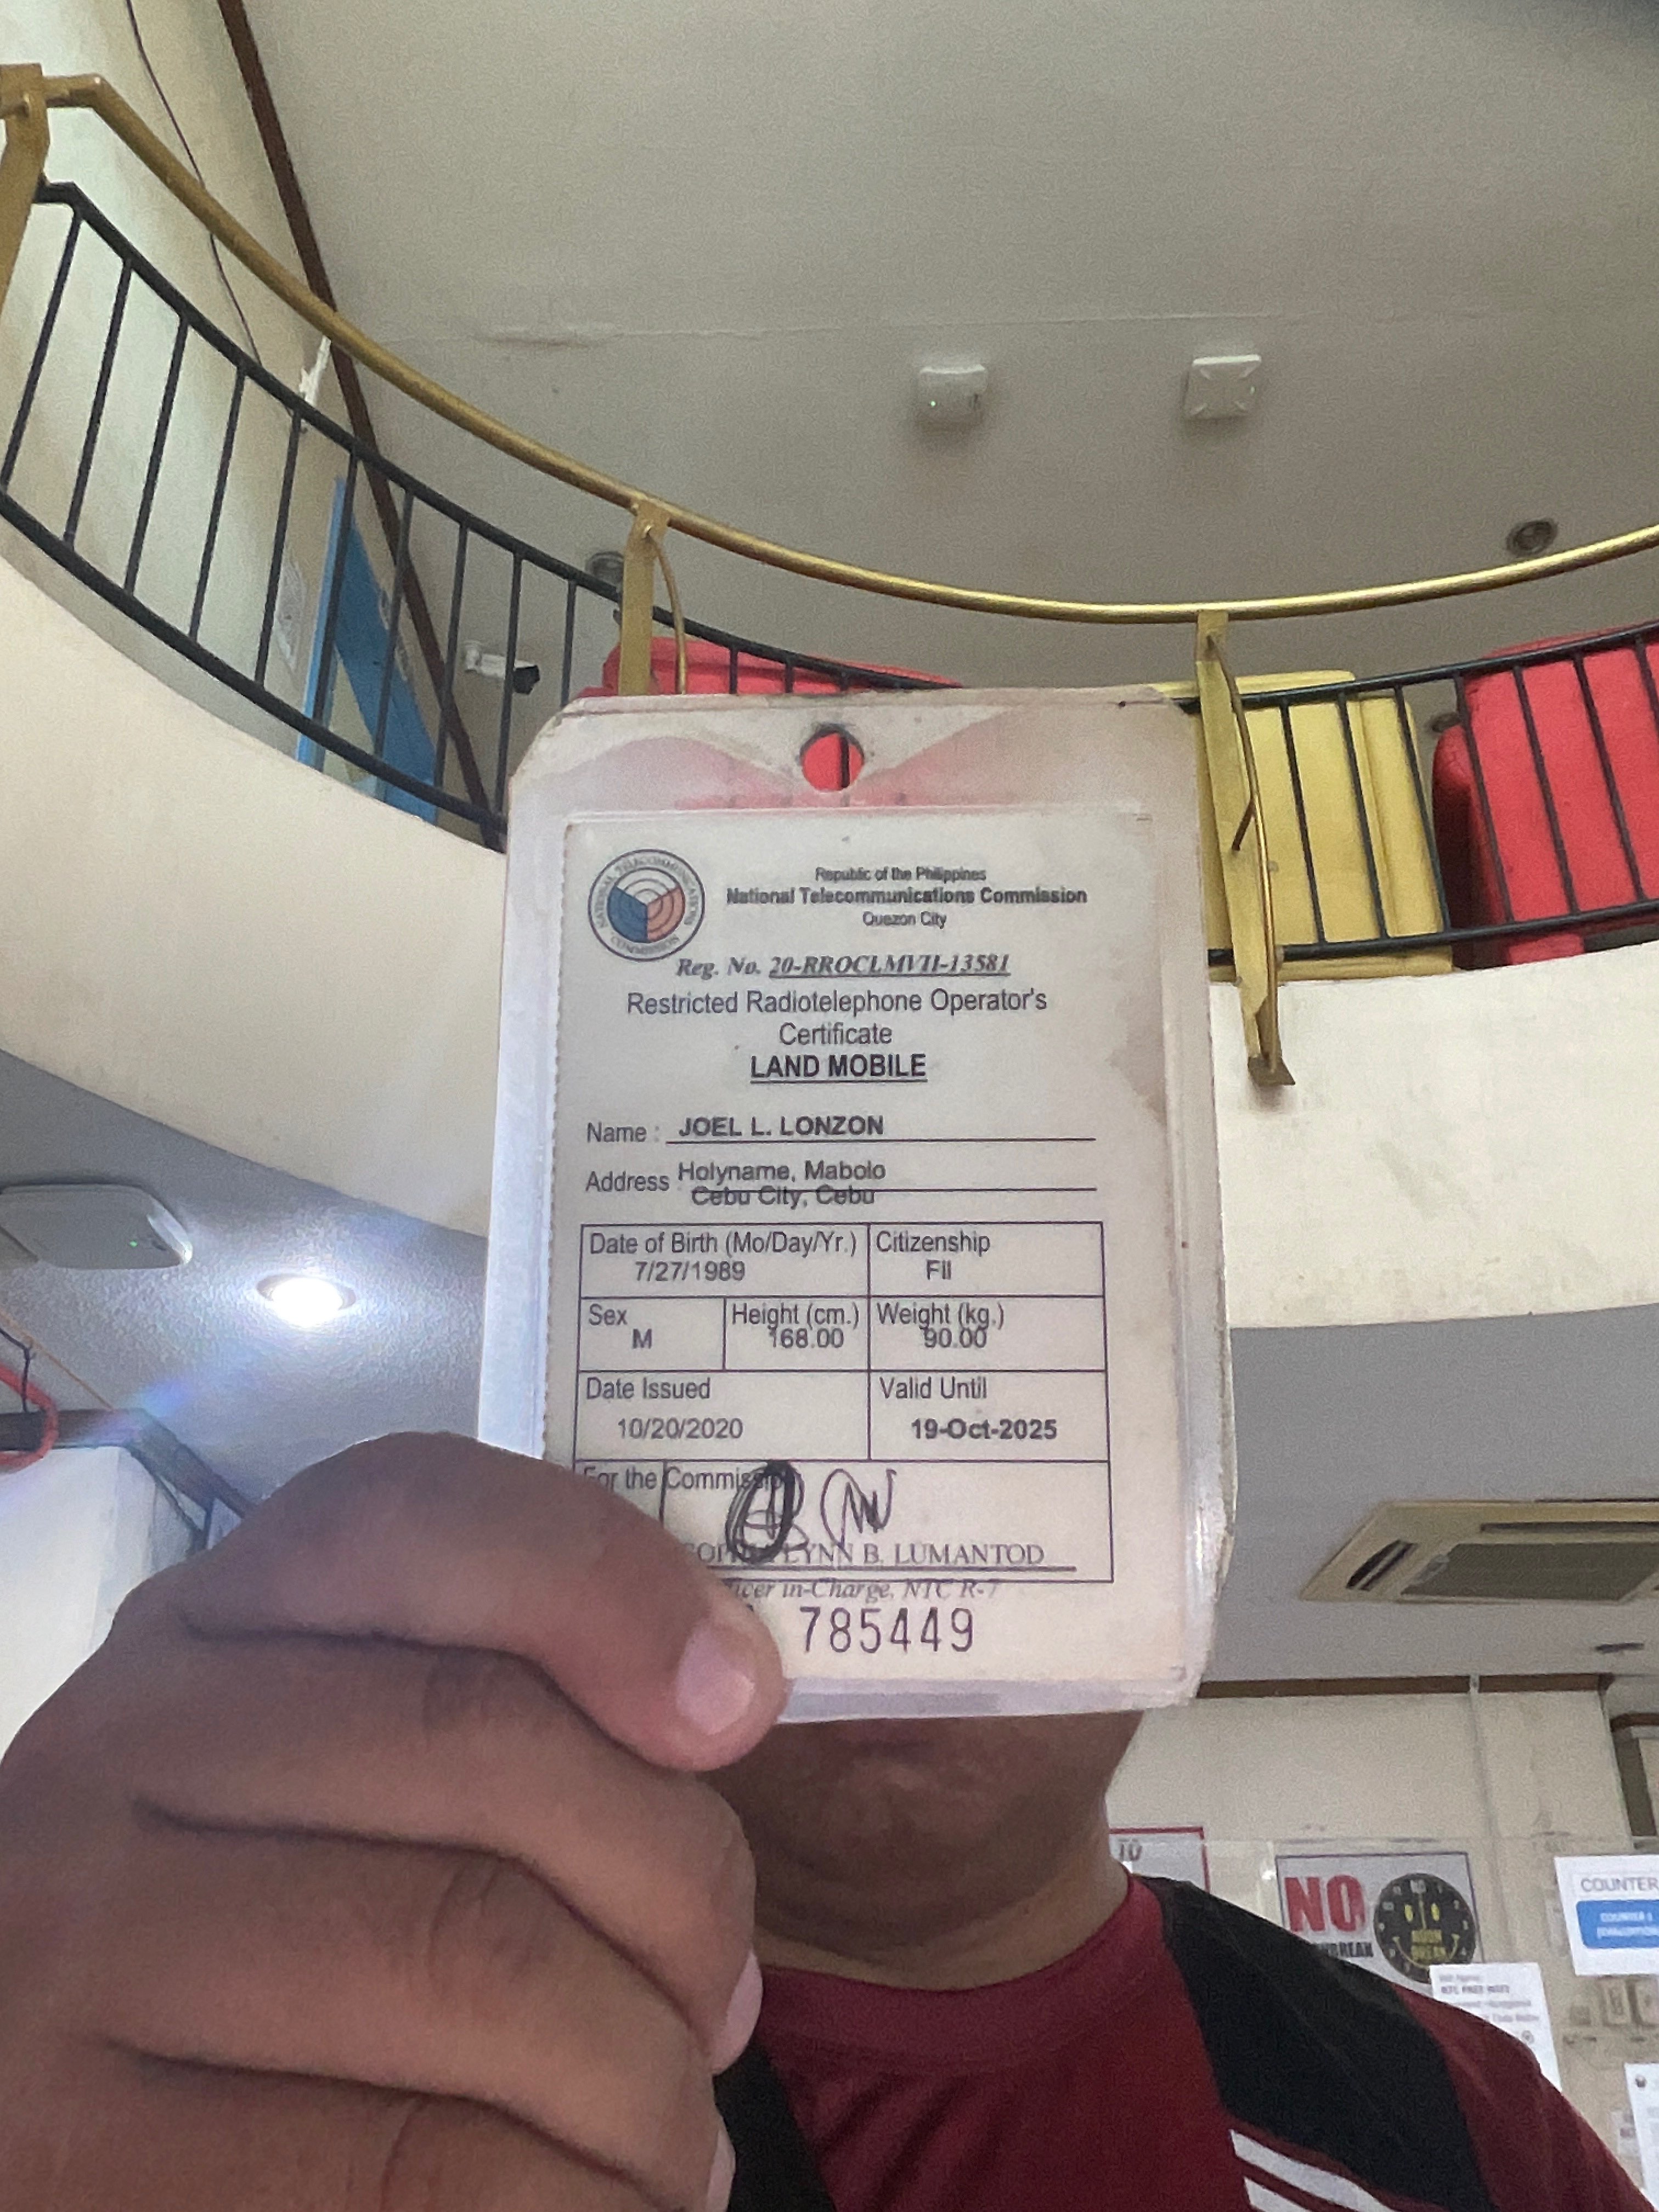 NATIONAL TELECOMMUNICATIONS COMMISSION
Republic of the Philippines
National Telecommunications Commission
Quezon City
Reg. No. 20-RROCLMVII-13581
Restricted Radiotelephone Operator's
Certificate
LAND MOBILE
Name : JOEL L. LONZON
Address Holyname, Mabolo
Cebu City, Cebu
Date of Birth (Mo/Day/Yr.) Citizenship
7/27/1989 Fil
Sex Height (cm.) Weight (kg.)
M 168.00 90.00
Date Issued Valid Until
10/20/2020 19-Oct-2025
For the Commission
LYNN B. LUMANTOD
in-Charge, NTC R-7
785449
NO
NOON
BREAK
COUNTER
COUNTER